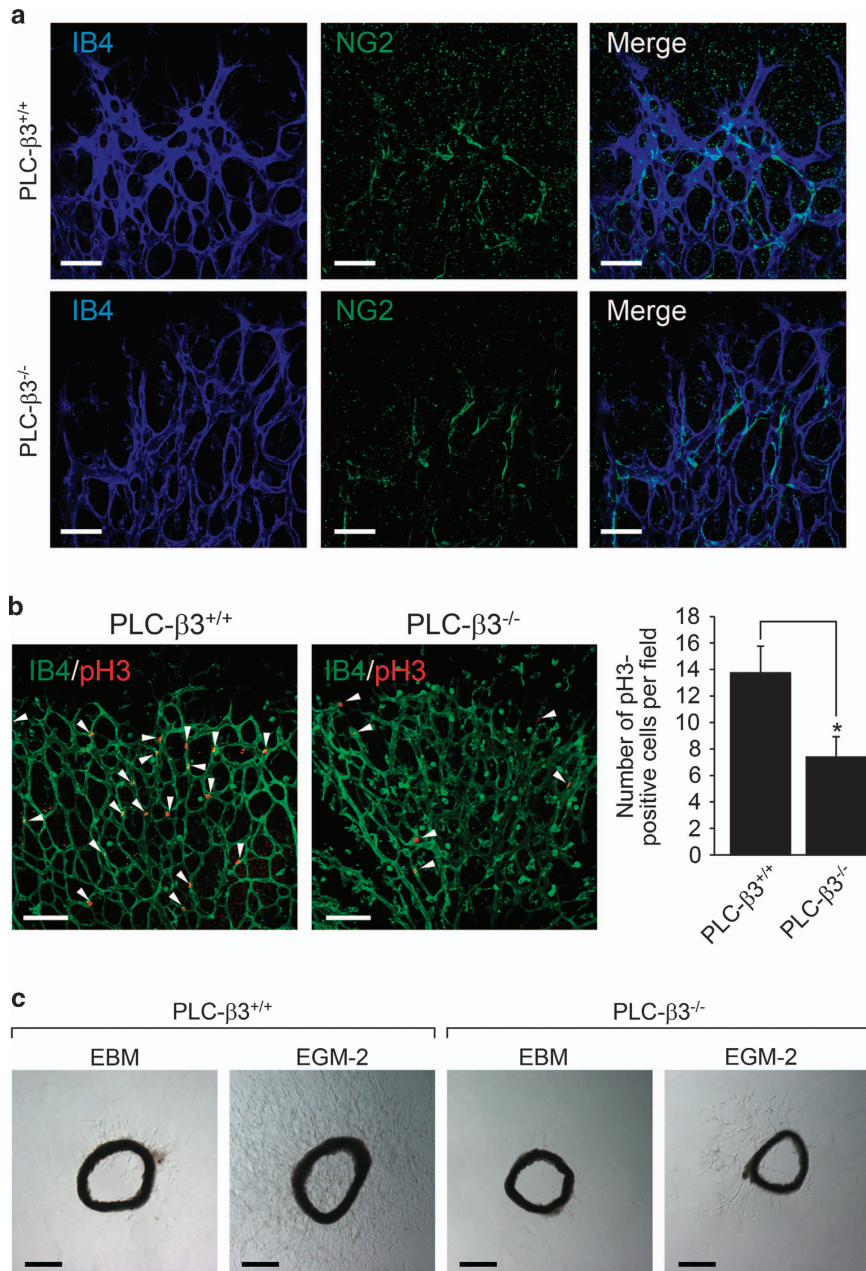 a
IB4
NG2
Merge
PLC-β3+/+
IB4
NG2
Merge
PLC-β3-/-
b
PLC-β3+/+
PLC-β3-/-
IB4/pH3
IB4/pH3
Number of pH3-
positive cells per field
18
16
14
12
10
8
6
4
2
0
*
PLC-β3+/+
PLC-β3-/-
c
PLC-β3+/+
PLC-β3-/-
EBM
EGM-2
EBM
EGM-2